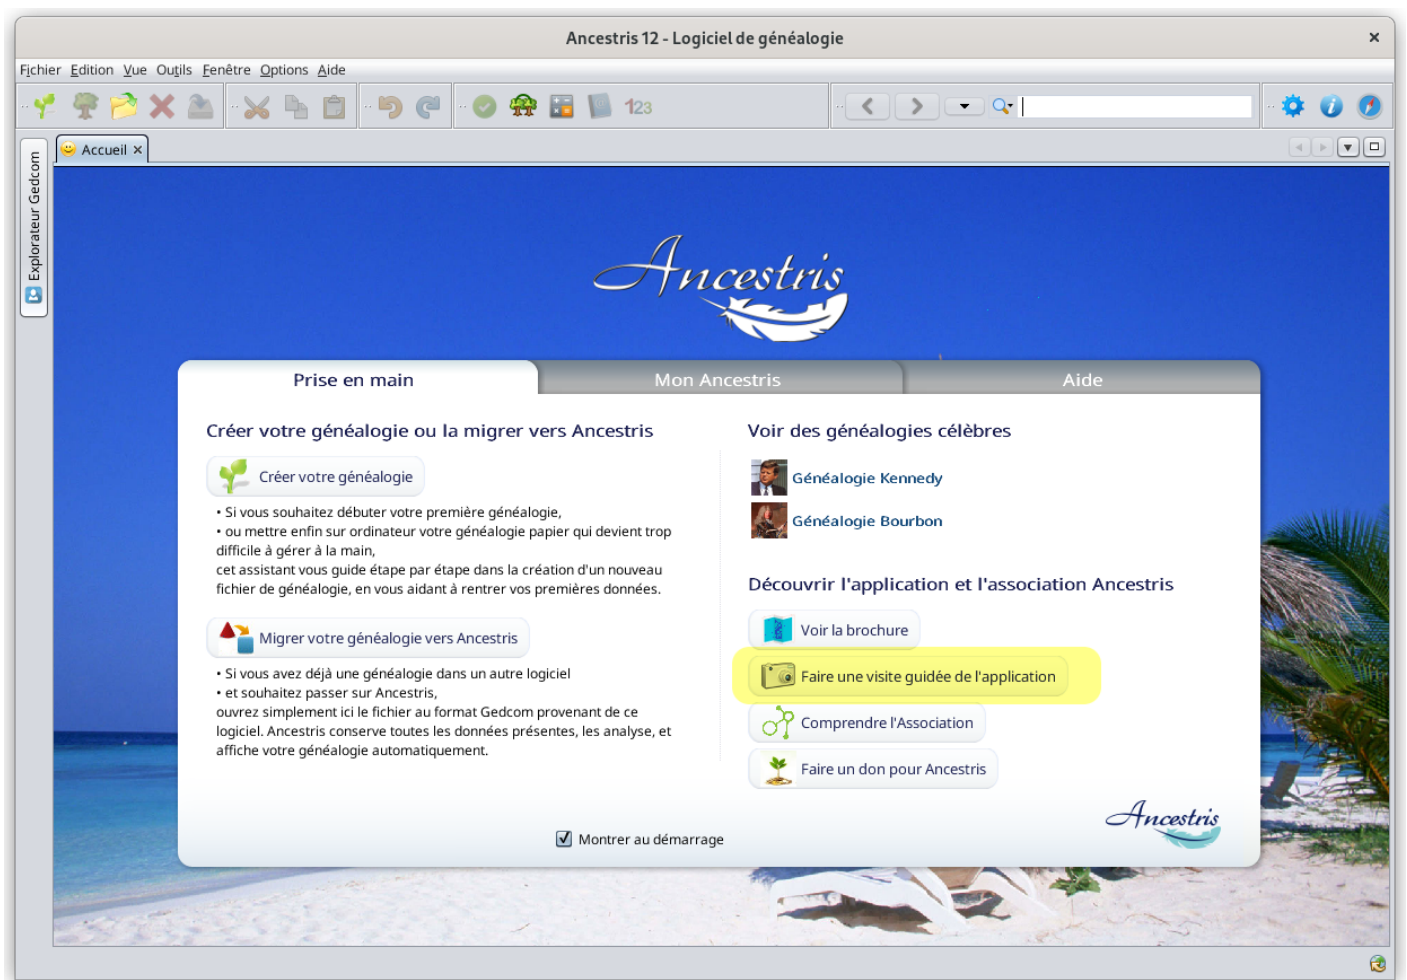 Ancestris 12 - Logiciel de généalogie
Fichier Edition Vue Outils Fenêtre Options Aide
123
Explorateur Gedcom
Accueil
Ancestris
Prise en main
Mon Ancestris
Aide
Créer votre généalogie ou la migrer vers Ancestris
Créer votre généalogie
• Si vous souhaitez débuter votre première généalogie,
• ou mettre enfin sur ordinateur votre généalogie papier qui devient trop
difficile à gérer à la main,
cet assistant vous guide étape par étape dans la création d'un nouveau
fichier de généalogie, en vous aidant à rentrer vos premières données.
Migrer votre généalogie vers Ancestris
• Si vous avez déjà une généalogie dans un autre logiciel
• et souhaitez passer sur Ancestris,
ouvrez simplement ici le fichier au format Gedcom provenant de ce
logiciel. Ancestris conserve toutes les données présentes, les analyse, et
affiche votre généalogie automatiquement.
Voir des généalogies célèbres
Généalogie Kennedy
Généalogie Bourbon
Découvrir l'application et l'association Ancestris
Voir la brochure
Faire une visite guidée de l'application
Comprendre l'Association
Faire un don pour Ancestris
Montrer au démarrage
Ancestris